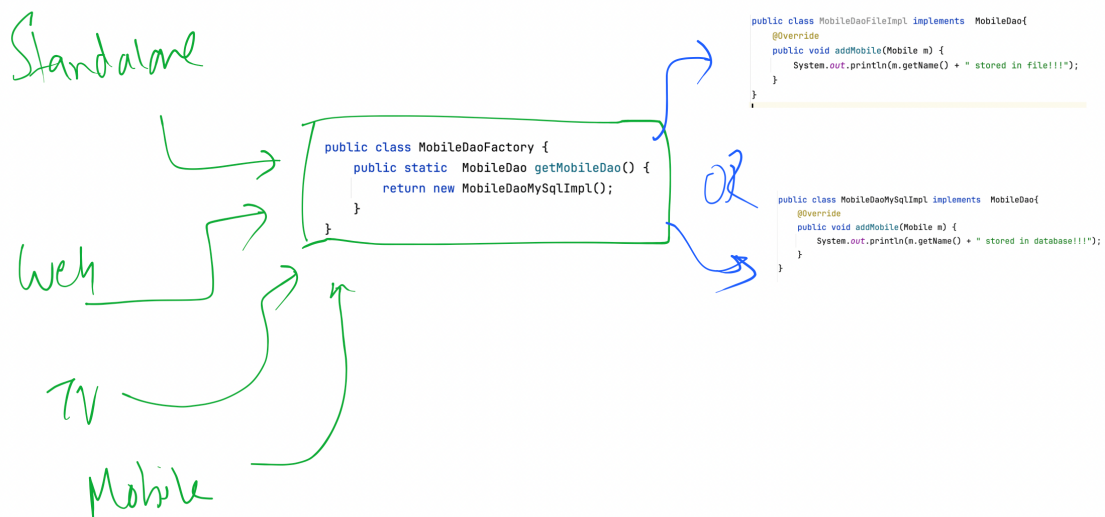 Standalone
Web
TV
Mobile
public class MobileDaoFactory {
    public static  MobileDao getMobileDao() {
        return new MobileDaoMySqlImpl();
    }
}
OR
public class MobileDaoFileImpl implements  MobileDao{
    @Override
    public void addMobile(Mobile m) {
        System.out.println(m.getName() + " stored in file!!!");
    }
}
public class MobileDaoMySqlImpl implements  MobileDao{
    @Override
    public void addMobile(Mobile m) {
        System.out.println(m.getName() + " stored in database!!!");
    }
}